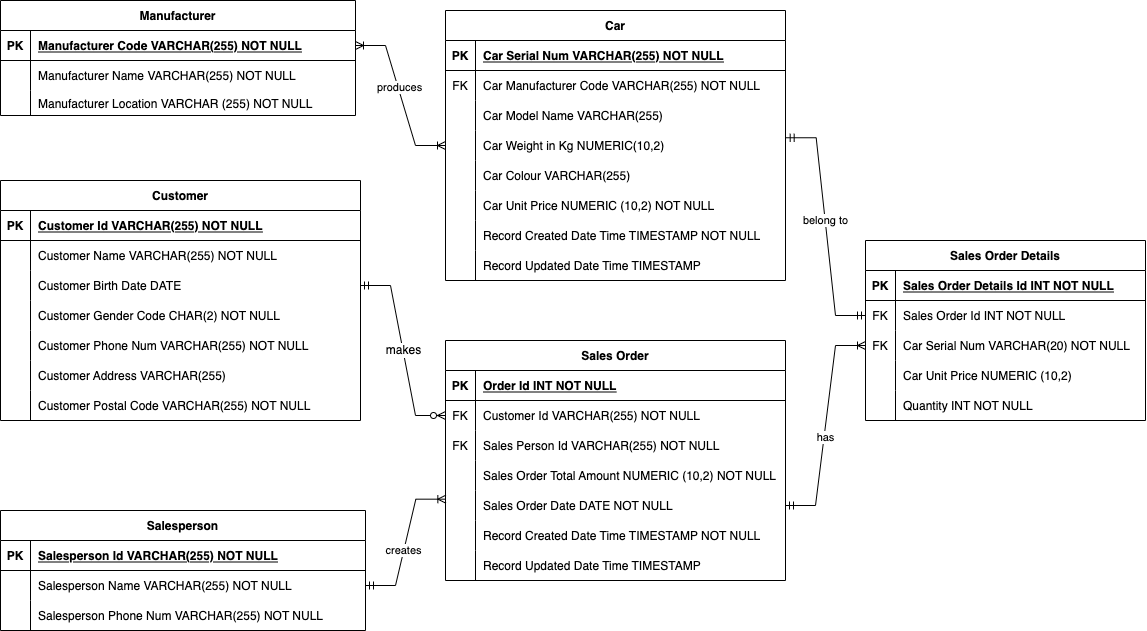 Manufacturer
PK Manufacturer Code VARCHAR(255) NOT NULL
Manufacturer Name VARCHAR(255) NOT NULL
Manufacturer Location VARCHAR (255) NOT NULL
produces
Car
PK Car Serial Num VARCHAR(255) NOT NULL
FK Car Manufacturer Code VARCHAR(255) NOT NULL
Car Model Name VARCHAR(255)
Car Weight in Kg NUMERIC(10,2)
Car Colour VARCHAR(255)
Car Unit Price NUMERIC (10,2) NOT NULL
Record Created Date Time TIMESTAMP NOT NULL
Record Updated Date Time TIMESTAMP
belong to
Customer
PK Customer Id VARCHAR(255) NOT NULL
Customer Name VARCHAR(255) NOT NULL
Customer Birth Date DATE
Customer Gender Code CHAR(2) NOT NULL
Customer Phone Num VARCHAR(255) NOT NULL
Customer Address VARCHAR(255)
Customer Postal Code VARCHAR(255) NOT NULL
makes
Sales Order Details
PK Sales Order Details Id INT NOT NULL
FK Sales Order Id INT NOT NULL
FK Car Serial Num VARCHAR(20) NOT NULL
Car Unit Price NUMERIC (10,2)
Quantity INT NOT NULL
Sales Order
PK Order Id INT NOT NULL
FK Customer Id VARCHAR(255) NOT NULL
FK Sales Person Id VARCHAR(255) NOT NULL
Sales Order Total Amount NUMERIC (10,2) NOT NULL
Sales Order Date DATE NOT NULL
Record Created Date Time TIMESTAMP NOT NULL
Record Updated Date Time TIMESTAMP
has
Salesperson
PK Salesperson Id VARCHAR(255) NOT NULL
Salesperson Name VARCHAR(255) NOT NULL
Salesperson Phone Num VARCHAR(255) NOT NULL
creates